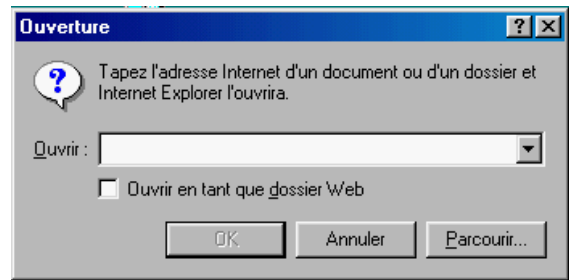 Ouverture
Tapez l'adresse Internet d'un document ou d'un dossier et
Internet Explorer l'ouvrira.
Ouvrir :
Ouvrir en tant que dossier Web
OK Annuler Parcourir...